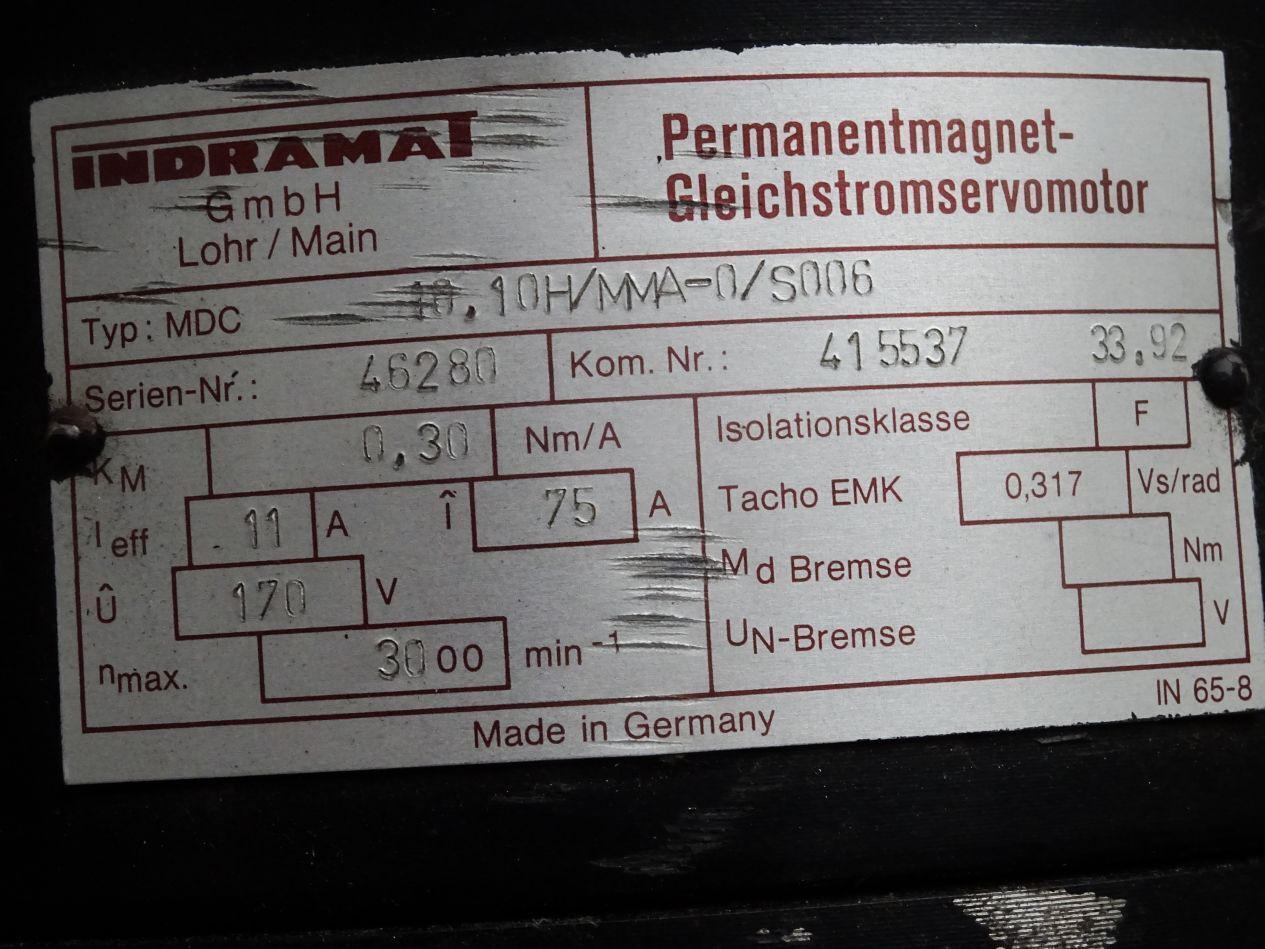 INDRAMAT
GmbH
Lohr / Main
Permanentmagnet-
Gleichstromservomotor
Typ: MDC 10,10H/MMA-0/S006
Serien-Nr.: 46280
Kom. Nr.: 415537 33,92
KM 0,30 Nm/A
Ieff 11 A Î 75 A
Û 170 V
nmax. 3000 min⁻¹
Isolationsklasse F
Tacho EMK 0,317 Vs/rad
Md Bremse Nm
UN-Bremse V
Made in Germany
IN 65-8